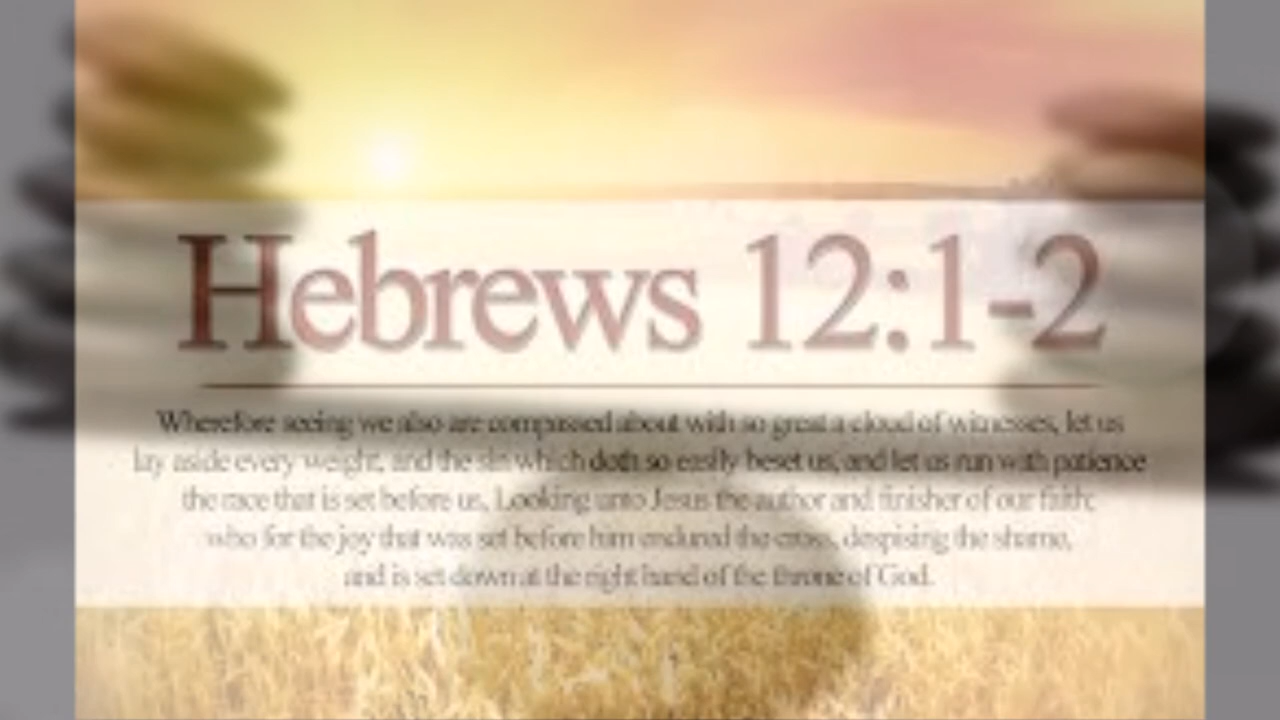 Hebrews 12:1-2
Wherefore seeing we also are compassed about with so great a cloud of witnesses, let us
lay aside every weight, and the sin which doth so easily beset us, and let us run with patience
the race that is set before us, Looking unto Jesus the author and finisher of our faith;
who for the joy that was set before him endured the cross, despising the shame,
and is set down at the right hand of the throne of God.